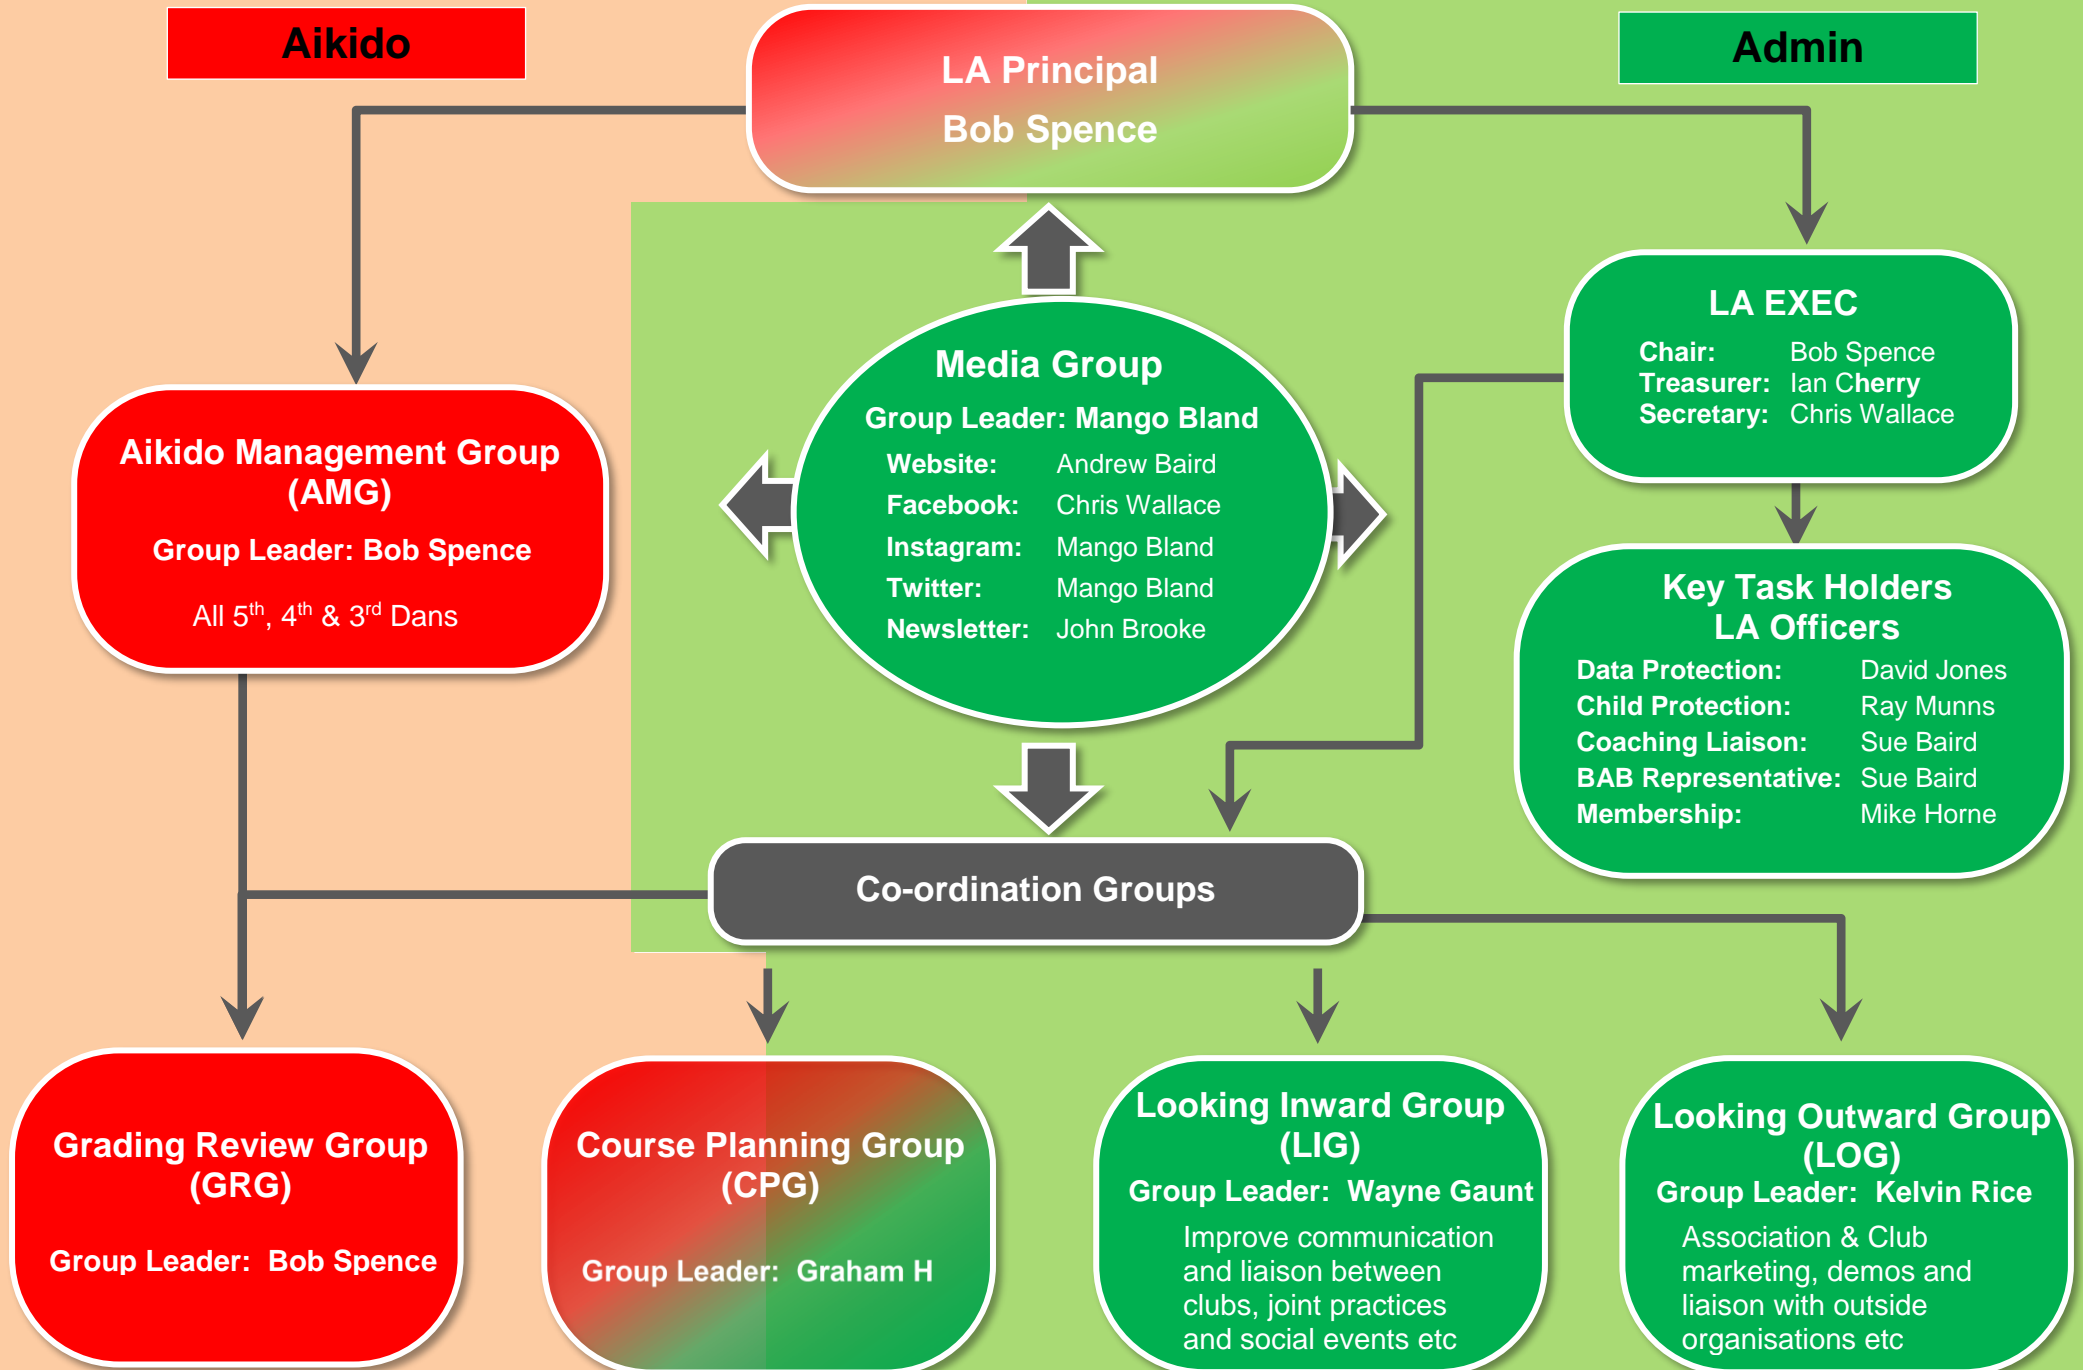 Aikido
LA Principal
Bob Spence
Admin
LA EXEC
Chair: Bob Spence
Treasurer: Ian Cherry
Secretary: Chris Wallace
Media Group
Group Leader: Mango Bland
Website: Andrew Baird
Facebook: Chris Wallace
Instagram: Mango Bland
Twitter: Mango Bland
Newsletter: John Brooke
Aikido Management Group
(AMG)
Group Leader: Bob Spence
All 5th, 4th & 3rd Dans
Key Task Holders
LA Officers
Data Protection: David Jones
Child Protection: Ray Munns
Coaching Liaison: Sue Baird
BAB Representative: Sue Baird
Membership: Mike Horne
Co-ordination Groups
Grading Review Group
(GRG)
Group Leader: Bob Spence
Course Planning Group
(CPG)
Group Leader: Graham H
Looking Inward Group
(LIG)
Group Leader: Wayne Gaunt
Improve communication
and liaison between
clubs, joint practices
and social events etc
Looking Outward Group
(LOG)
Group Leader: Kelvin Rice
Association & Club
marketing, demos and
liaison with outside
organisations etc